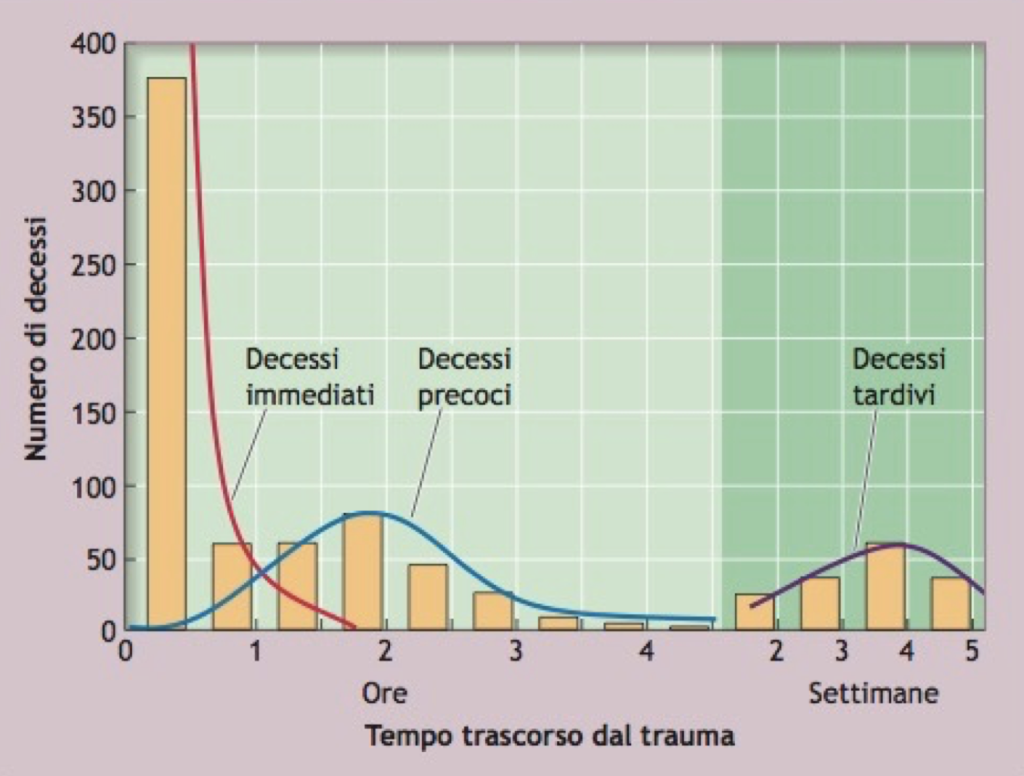 400
350
300
250
200
150
100
50
0
Numero di decessi
Decessi
immediati
Decessi
precoci
Decessi
tardivi
0 1 2 3 4 2 3 4 5
Ore Settimane
Tempo trascorso dal trauma